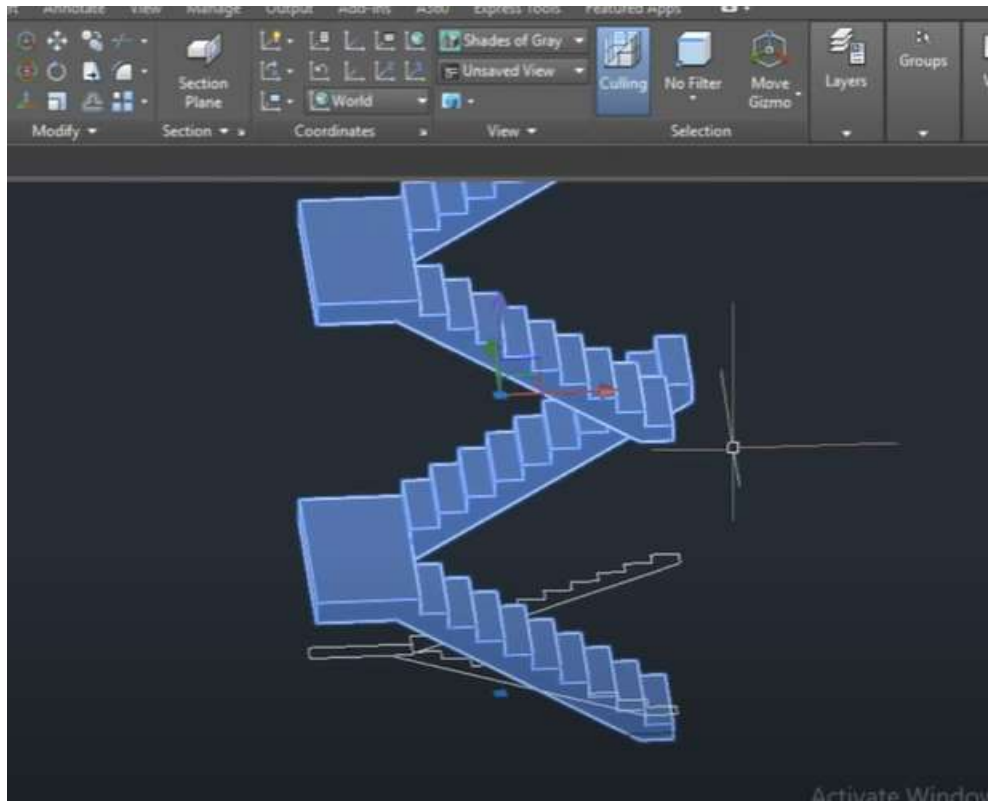 Annotate View Manage Output Add-ins A360 Express Tools Featured Apps
Shades of Gray
Unsaved View
Section Plane
World
Culling
No Filter
Move Gizmo
Layers
Groups
Modify Section Coordinates View Selection
Activate Window